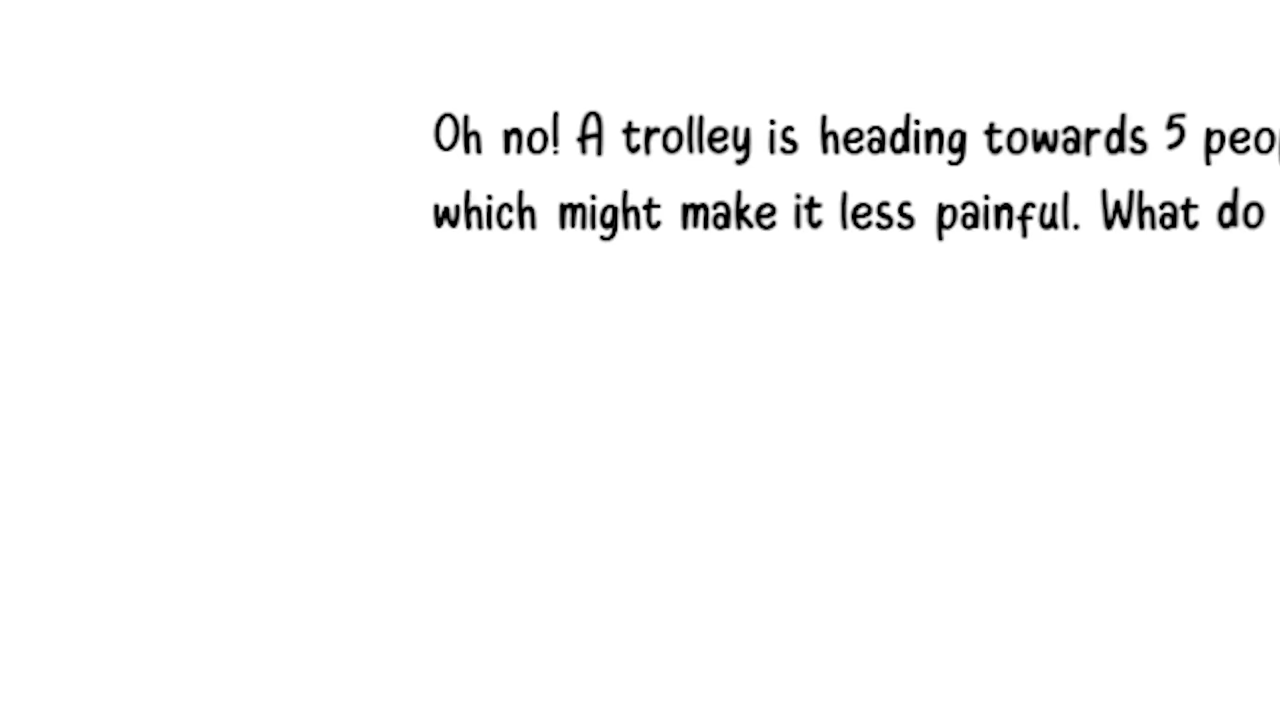 Oh no! A trolley is heading towards 5
which might make it less painful. What do